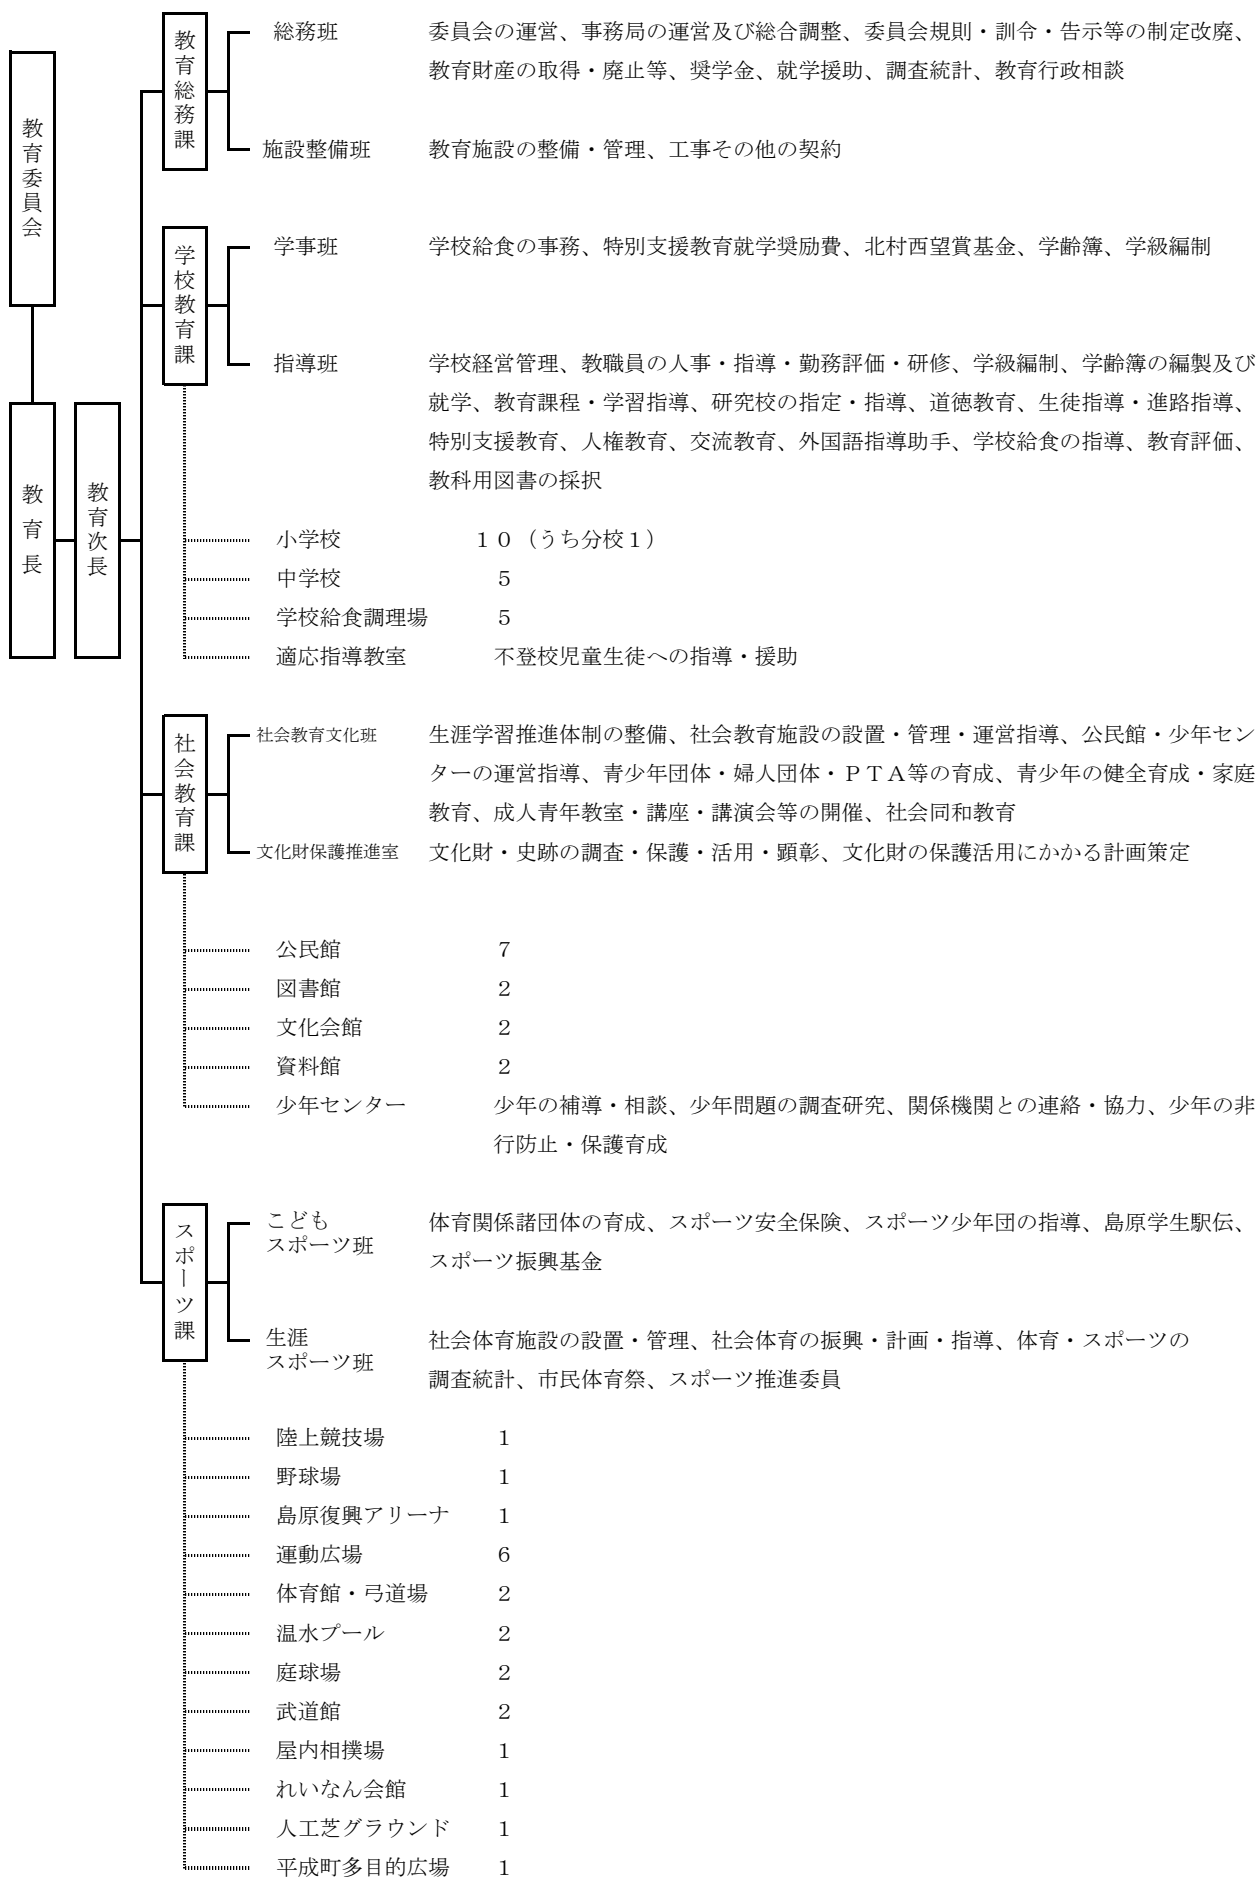 教育委員会
教育長
教育次長
教育総務課
総務班 委員会の運営、事務局の運営及び総合調整、委員会規則・訓令・告示等の制定改廃、
教育財産の取得・廃止等、奨学金、就学援助、調査統計、教育行政相談
施設整備班 教育施設の整備・管理、工事その他の契約
学校教育課
学事班 学校給食の事務、特別支援教育就学奨励費、北村西望賞基金、学齢簿、学級編制
指導班 学校経営管理、教職員の人事・指導・勤務評価・研修、学級編制、学齢簿の編製及び
就学、教育課程・学習指導、研究校の指定・指導、道徳教育、生徒指導・進路指導、
特別支援教育、人権教育、交流教育、外国語指導助手、学校給食の指導、教育評価、
教科用図書の採択
小学校 10（うち分校1）
中学校 5
学校給食調理場 5
適応指導教室 不登校児童生徒への指導・援助
社会教育課
社会教育文化班 生涯学習推進体制の整備、社会教育施設の設置・管理・運営指導、公民館・少年セン
ターの運営指導、青少年団体・婦人団体・ＰＴＡ等の育成、青少年の健全育成・家庭
教育、成人青年教室・講座・講演会等の開催、社会同和教育
文化財保護推進室 文化財・史跡の調査・保護・活用・顕彰、文化財の保護活用にかかる計画策定
公民館 7
図書館 2
文化会館 2
資料館 2
少年センター 少年の補導・相談、少年問題の調査研究、関係機関との連絡・協力、少年の非
行防止・保護育成
スポーツ課
こども
スポーツ班
体育関係諸団体の育成、スポーツ安全保険、スポーツ少年団の指導、島原学生駅伝、
スポーツ振興基金
生涯
スポーツ班
社会体育施設の設置・管理、社会体育の振興・計画・指導、体育・スポーツの
調査統計、市民体育祭、スポーツ推進委員
陸上競技場 1
野球場 1
島原復興アリーナ 1
運動広場 6
体育館・弓道場 2
温水プール 2
庭球場 2
武道館 2
屋内相撲場 1
れいなん会館 1
人工芝グラウンド 1
平成町多目的広場 1